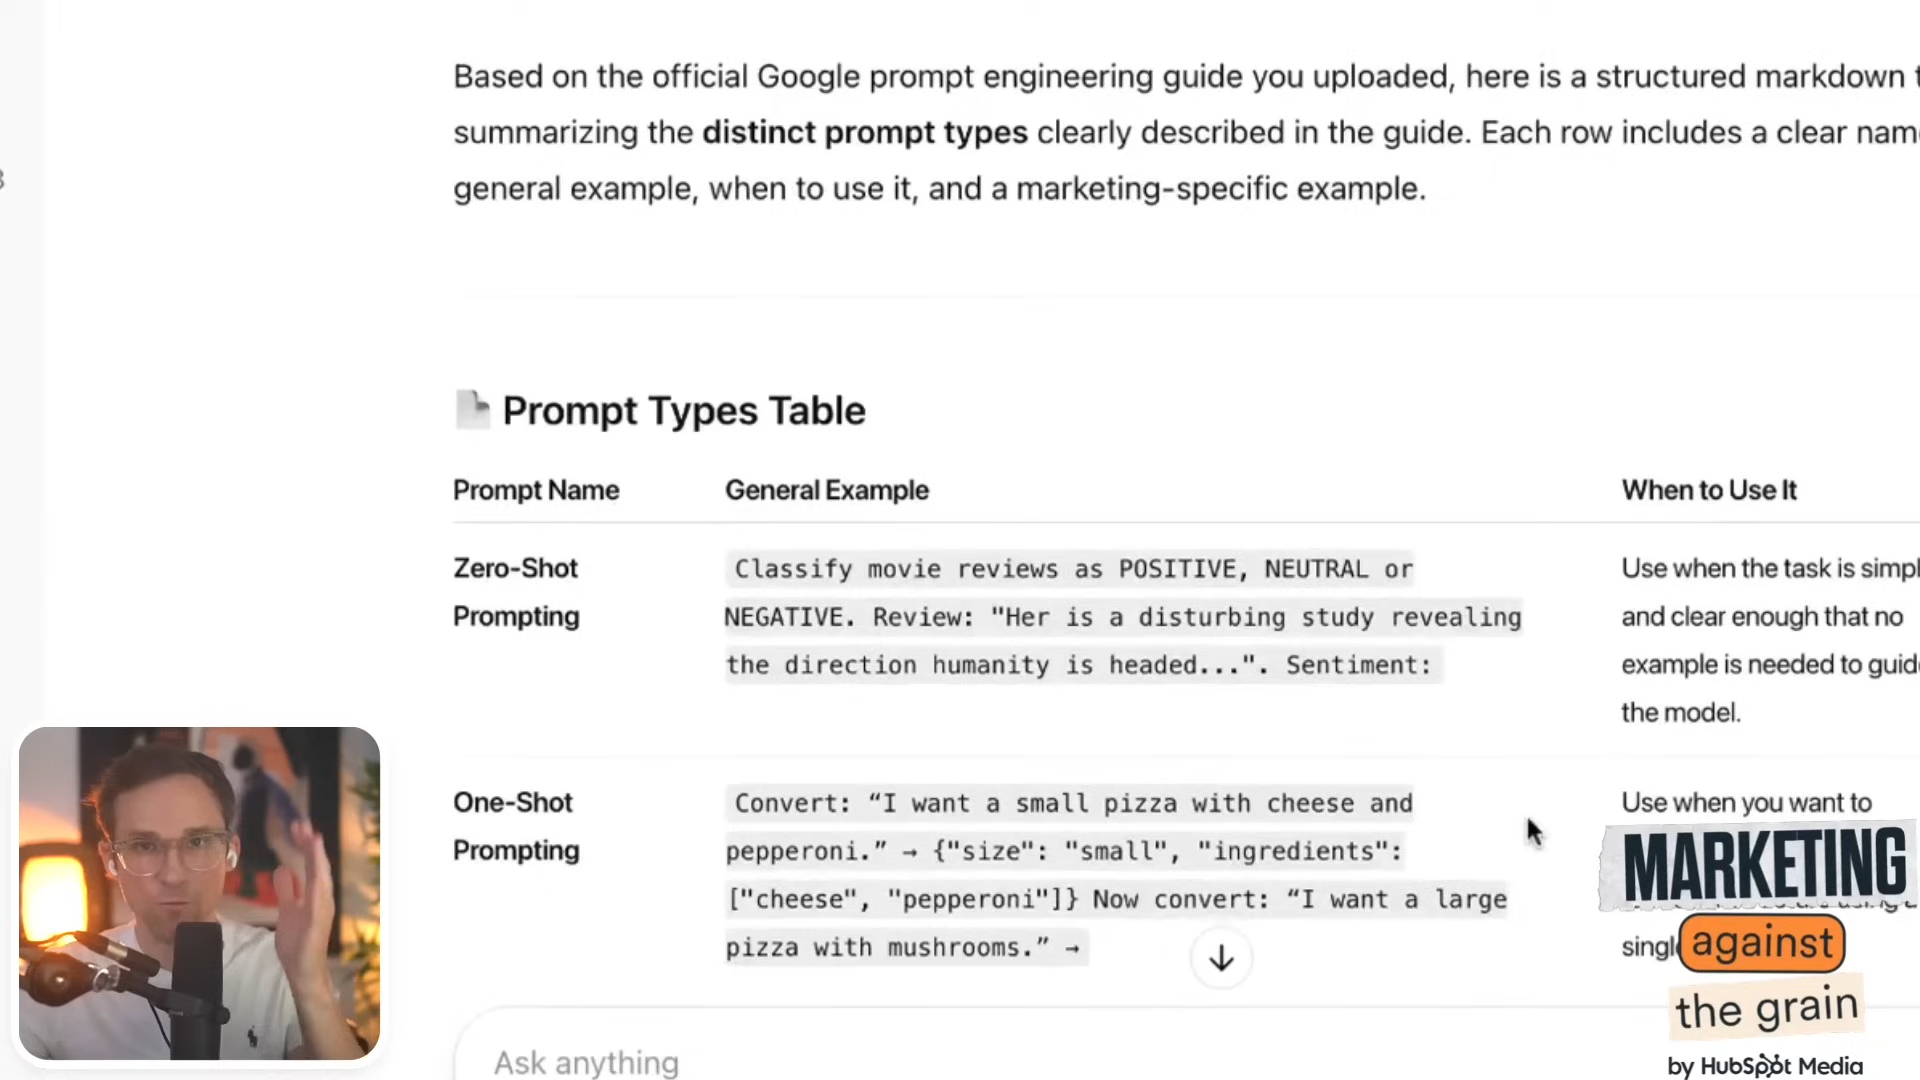 Based on the official Google prompt engineering guide you uploaded, here is a structured markdown
summarizing the distinct prompt types clearly described in the guide. Each row includes a clear
general example, when to use it, and a marketing-specific example.
Prompt Types Table
Prompt Name
General Example
When to Use It
Zero-Shot
Prompting
Classify movie reviews as POSITIVE, NEUTRAL or
NEGATIVE. Review: "Her is a disturbing study revealing
the direction humanity is headed...". Sentiment:
Use when the task is
and clear enough that no
example is needed to
the model.
One-Shot
Prompting
Convert: “I want a small pizza with cheese and
pepperoni.” → {"size": "small", "ingredients":
["cheese", "pepperoni"]} Now convert: “I want a large
pizza with mushrooms.” →
Use when you want to
MARKETING
against
the grain
by HubSpot Media
Ask anything